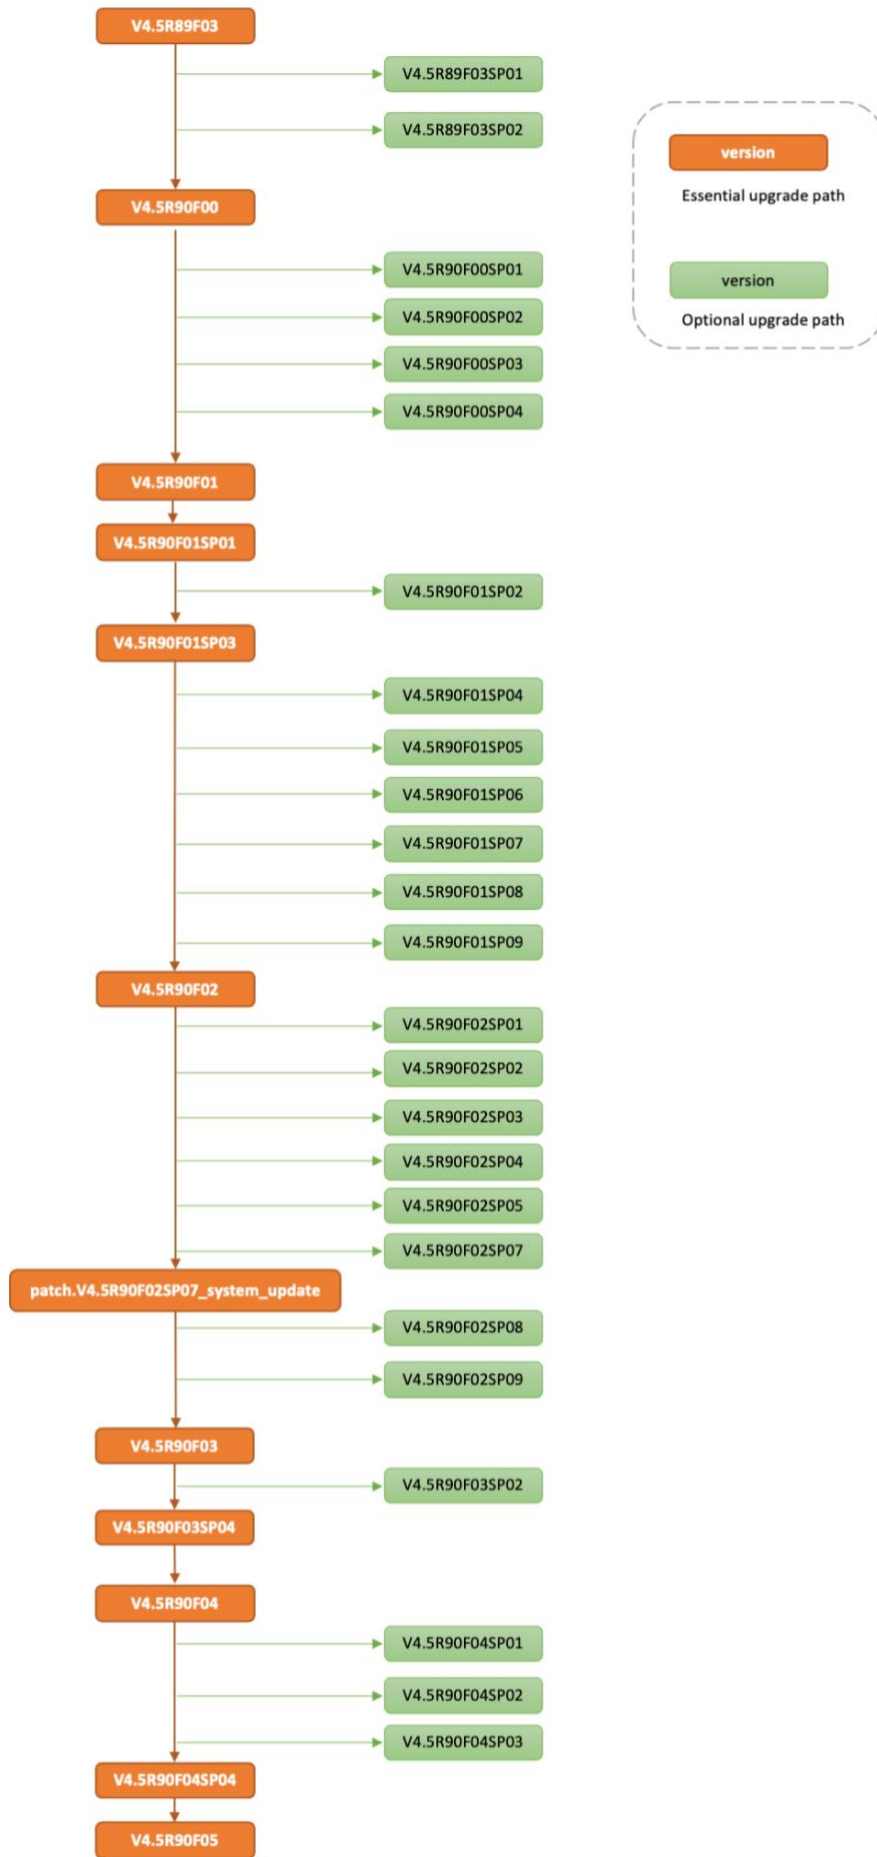 V4.5R89F03
V4.5R89F03SP01
V4.5R89F03SP02
version
Essential upgrade path
V4.5R90F00
V4.5R90F00SP01
version
Optional upgrade path
V4.5R90F00SP02
V4.5R90F00SP03
V4.5R90F00SP04
V4.5R90F01
V4.5R90F01SP01
V4.5R90F01SP02
V4.5R90F01SP03
V4.5R90F01SP04
V4.5R90F01SP05
V4.5R90F01SP06
V4.5R90F01SP07
V4.5R90F01SP08
V4.5R90F01SP09
V4.5R90F02
V4.5R90F02SP01
V4.5R90F02SP02
V4.5R90F02SP03
V4.5R90F02SP04
V4.5R90F02SP05
V4.5R90F02SP07
patch.V4.5R90F02SP07_system_update
V4.5R90F02SP08
V4.5R90F02SP09
V4.5R90F03
V4.5R90F03SP02
V4.5R90F03SP04
V4.5R90F04
V4.5R90F04SP01
V4.5R90F04SP02
V4.5R90F04SP03
V4.5R90F04SP04
V4.5R90F05